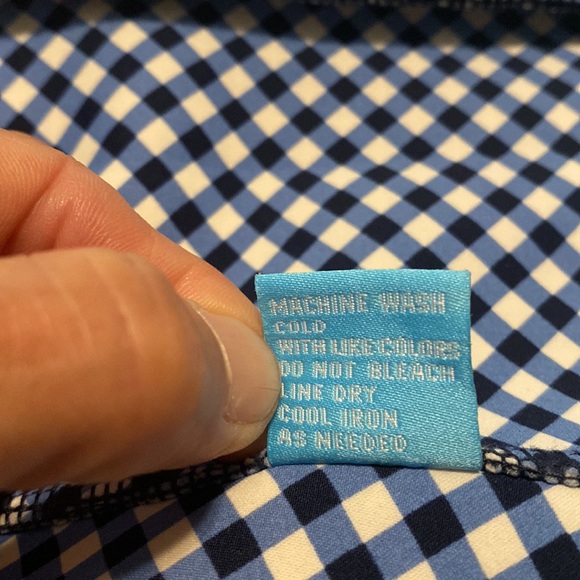 MACHINE WASH
COLD
WITH LIKE COLORS
DO NOT BLEACH
LINE DRY
COOL IRON
AS NEEDED